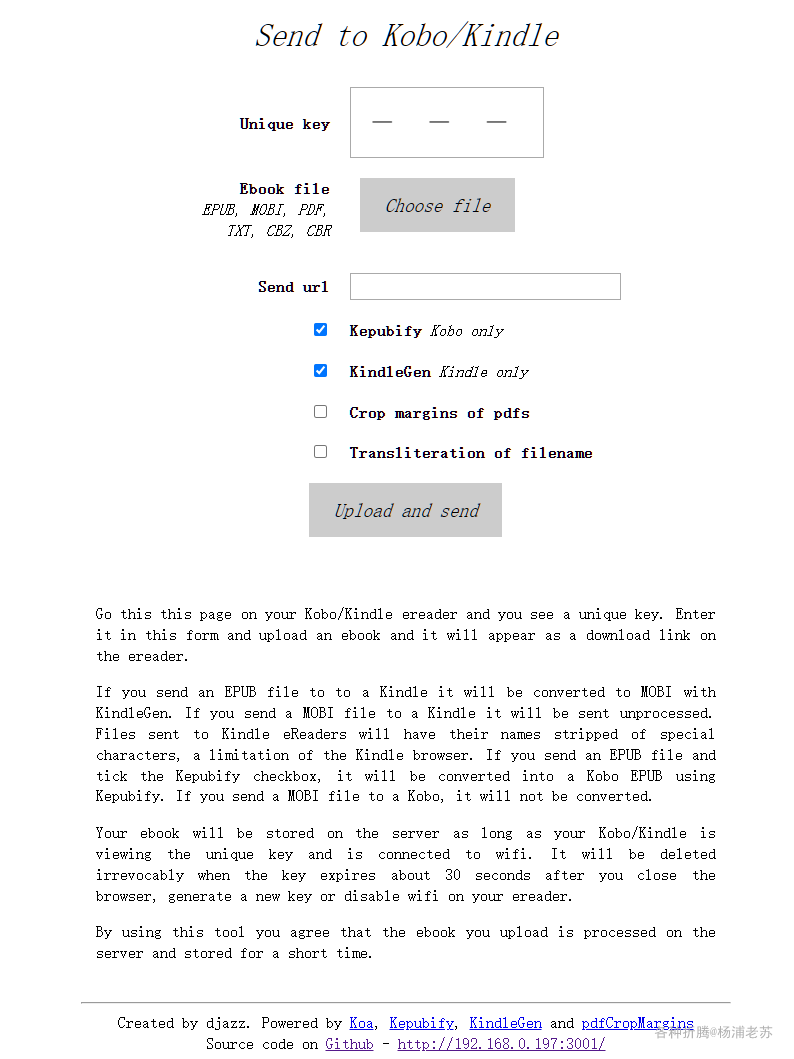 Send to Kobo/Kindle
Unique key
— — —
Ebook file
EPUB, MOBI, PDF,
TXT, CBZ, CBR
Choose file
Send url
Kepubify Kobo only
KindleGen Kindle only
Crop margins of pdfs
Transliteration of filename
Upload and send
Go this this page on your Kobo/Kindle ereader and you see a unique key. Enter
it in this form and upload an ebook and it will appear as a download link on
the ereader.
If you send an EPUB file to to a Kindle it will be converted to MOBI with
KindleGen. If you send a MOBI file to a Kindle it will be sent unprocessed.
Files sent to Kindle eReaders will have their names stripped of special
characters, a limitation of the Kindle browser. If you send an EPUB file and
tick the Kepubify checkbox, it will be converted into a Kobo EPUB using
Kepubify. If you send a MOBI file to a Kobo, it will not be converted.
Your ebook will be stored on the server as long as your Kobo/Kindle is
viewing the unique key and is connected to wifi. It will be deleted
irrevocably when the key expires about 30 seconds after you close the
browser, generate a new key or disable wifi on your ereader.
By using this tool you agree that the ebook you upload is processed on the
server and stored for a short time.
Created by djazz. Powered by Koa, Kepubify, KindleGen and pdfCropMargins
Source code on Github - http://192.168.0.197:3001/
各种折腾@杨浦老苏